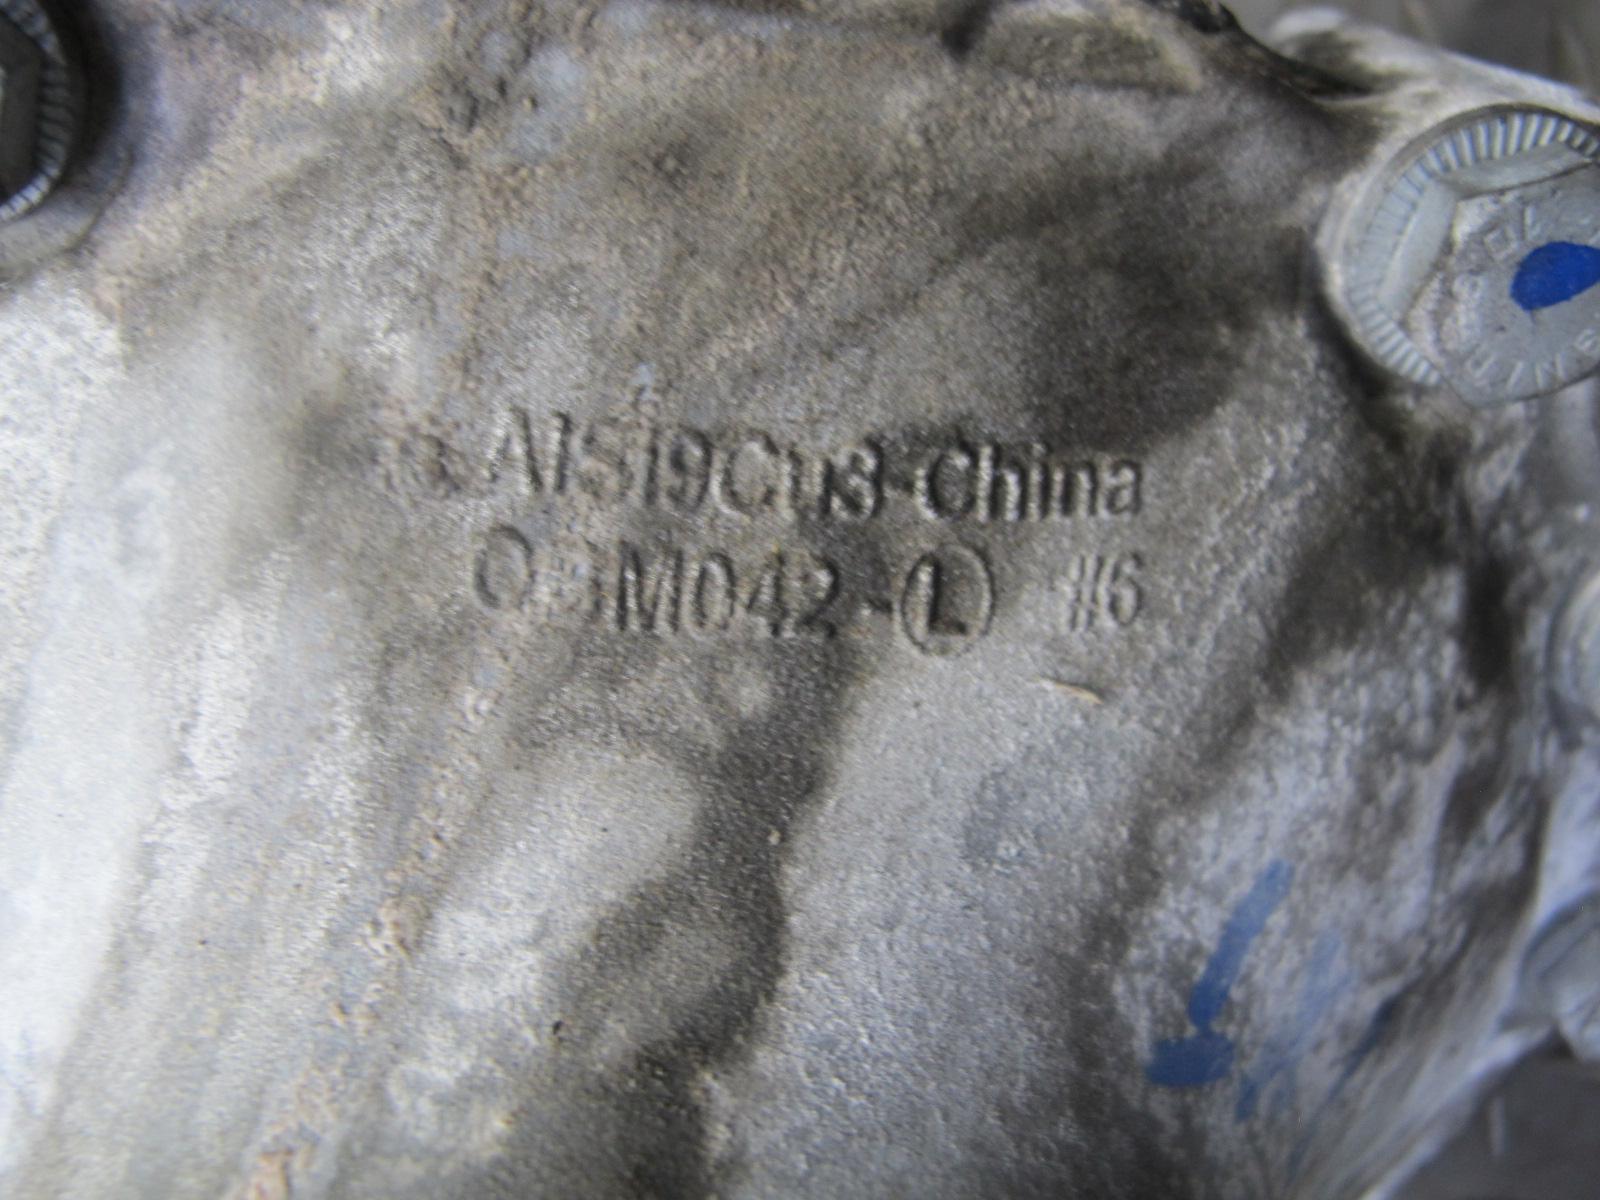 AlSi9Cu3-China
M042-Ⓛ #6